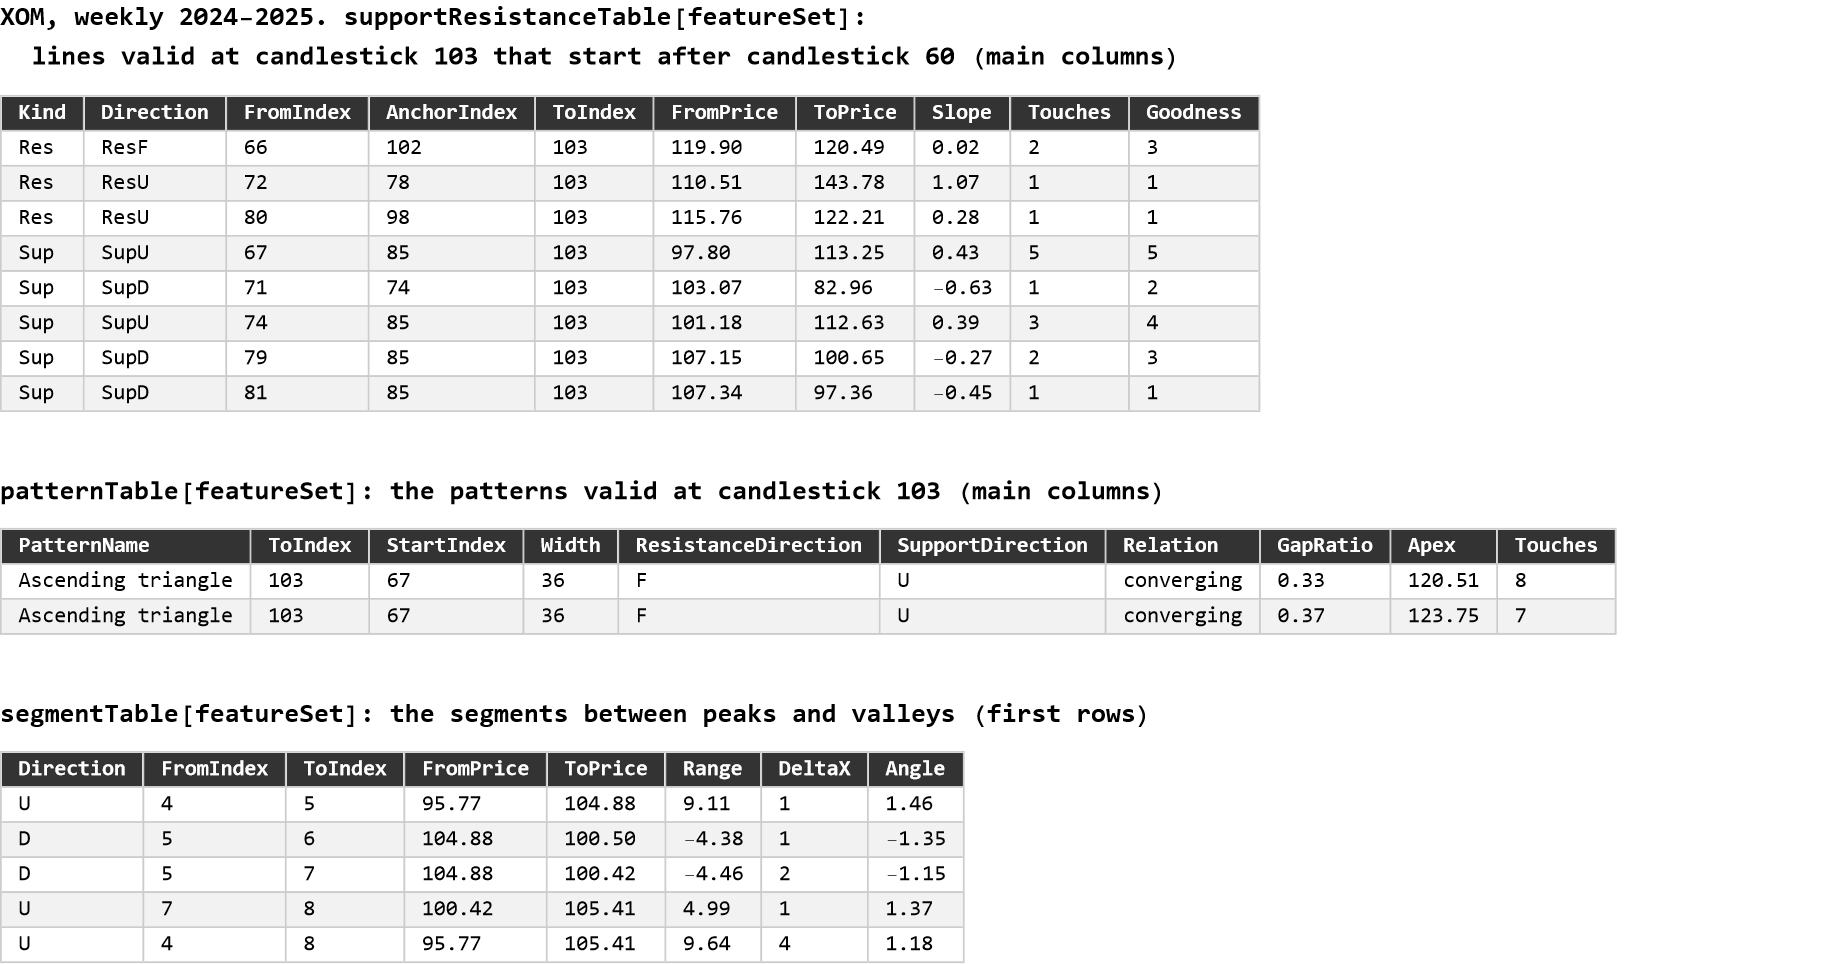 XOM, weekly 2024–2025. supportResistanceTable[featureSet]:
lines valid at candlestick 103 that start after candlestick 60 (main columns)
Kind Direction FromIndex AnchorIndex ToIndex FromPrice ToPrice Slope Touches Goodness
Res ResF 66 102 103 119.90 120.49 0.02 2 3
Res ResU 72 78 103 110.51 143.78 1.07 1 1
Res ResU 80 98 103 115.76 122.21 0.28 1 1
Sup SupU 67 85 103 97.80 113.25 0.43 5 5
Sup SupD 71 74 103 103.07 82.96 −0.63 1 2
Sup SupU 74 85 103 101.18 112.63 0.39 3 4
Sup SupD 79 85 103 107.15 100.65 −0.27 2 3
Sup SupD 81 85 103 107.34 97.36 −0.45 1 1
patternTable[featureSet]: the patterns valid at candlestick 103 (main columns)
PatternName ToIndex StartIndex Width ResistanceDirection SupportDirection Relation GapRatio Apex Touches
Ascending triangle 103 67 36 F U converging 0.33 120.51 8
Ascending triangle 103 67 36 F U converging 0.37 123.75 7
segmentTable[featureSet]: the segments between peaks and valleys (first rows)
Direction FromIndex ToIndex FromPrice ToPrice Range DeltaX Angle
U 4 5 95.77 104.88 9.11 1 1.46
D 5 6 104.88 100.50 −4.38 1 −1.35
D 5 7 104.88 100.42 −4.46 2 −1.15
U 7 8 100.42 105.41 4.99 1 1.37
U 4 8 95.77 105.41 9.64 4 1.18